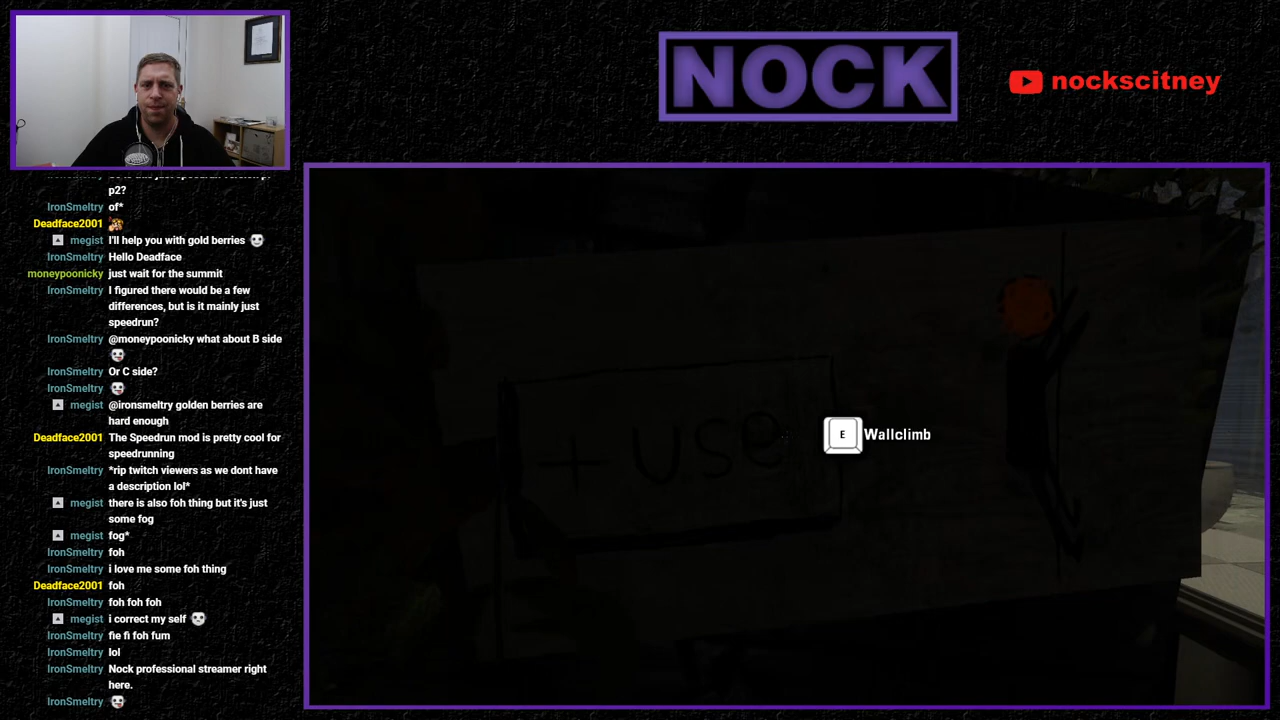 NOCK
nockscitney
p2?
IronSmeltry of*
Deadface2001
megist I'll help you with gold berries
IronSmeltry Hello Deadface
moneypoonicky just wait for the summit
IronSmeltry I figured there would be a few
differences, but is it mainly just
speedrun?
IronSmeltry @moneypoonicky what about B side
IronSmeltry Or C side?
IronSmeltry
megist @ironsmeltry golden berries are
hard enough
Deadface2001 The Speedrun mod is pretty cool for
speedrunning
IronSmeltry *rip twitch viewers as we dont have
a description lol*
megist there is also foh thing but it's just
some fog
megist fog*
IronSmeltry foh
IronSmeltry i love me some foh thing
Deadface2001 foh
IronSmeltry foh foh foh
megist i correct my self
IronSmeltry fie fi foh fum
IronSmeltry lol
IronSmeltry Nock professional streamer right
here.
IronSmeltry
+ use
E Wallclimb